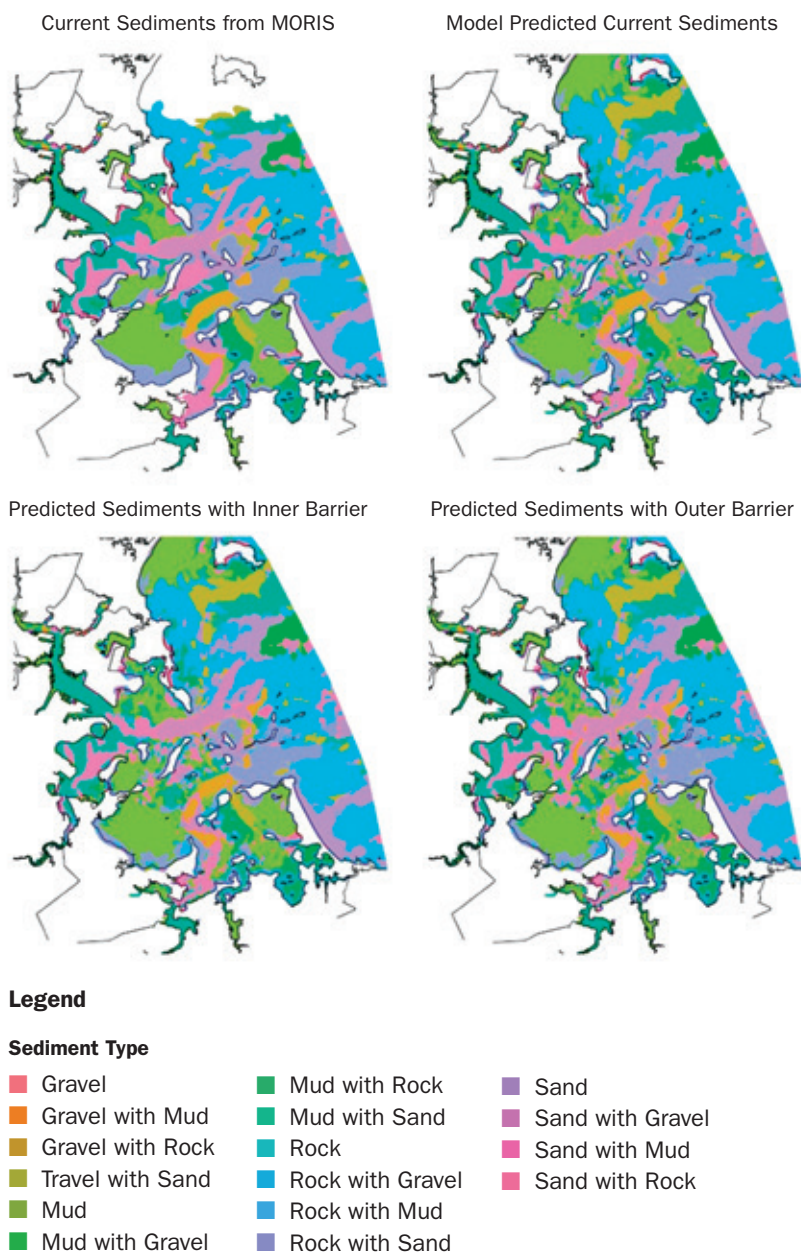 Current Sediments from MORIS
Model Predicted Current Sediments
Predicted Sediments with Inner Barrier
Predicted Sediments with Outer Barrier
Legend
Sediment Type
Gravel
Gravel with Mud
Gravel with Rock
Travel with Sand
Mud
Mud with Gravel
Mud with Rock
Mud with Sand
Rock
Rock with Gravel
Rock with Mud
Rock with Sand
Sand
Sand with Gravel
Sand with Mud
Sand with Rock